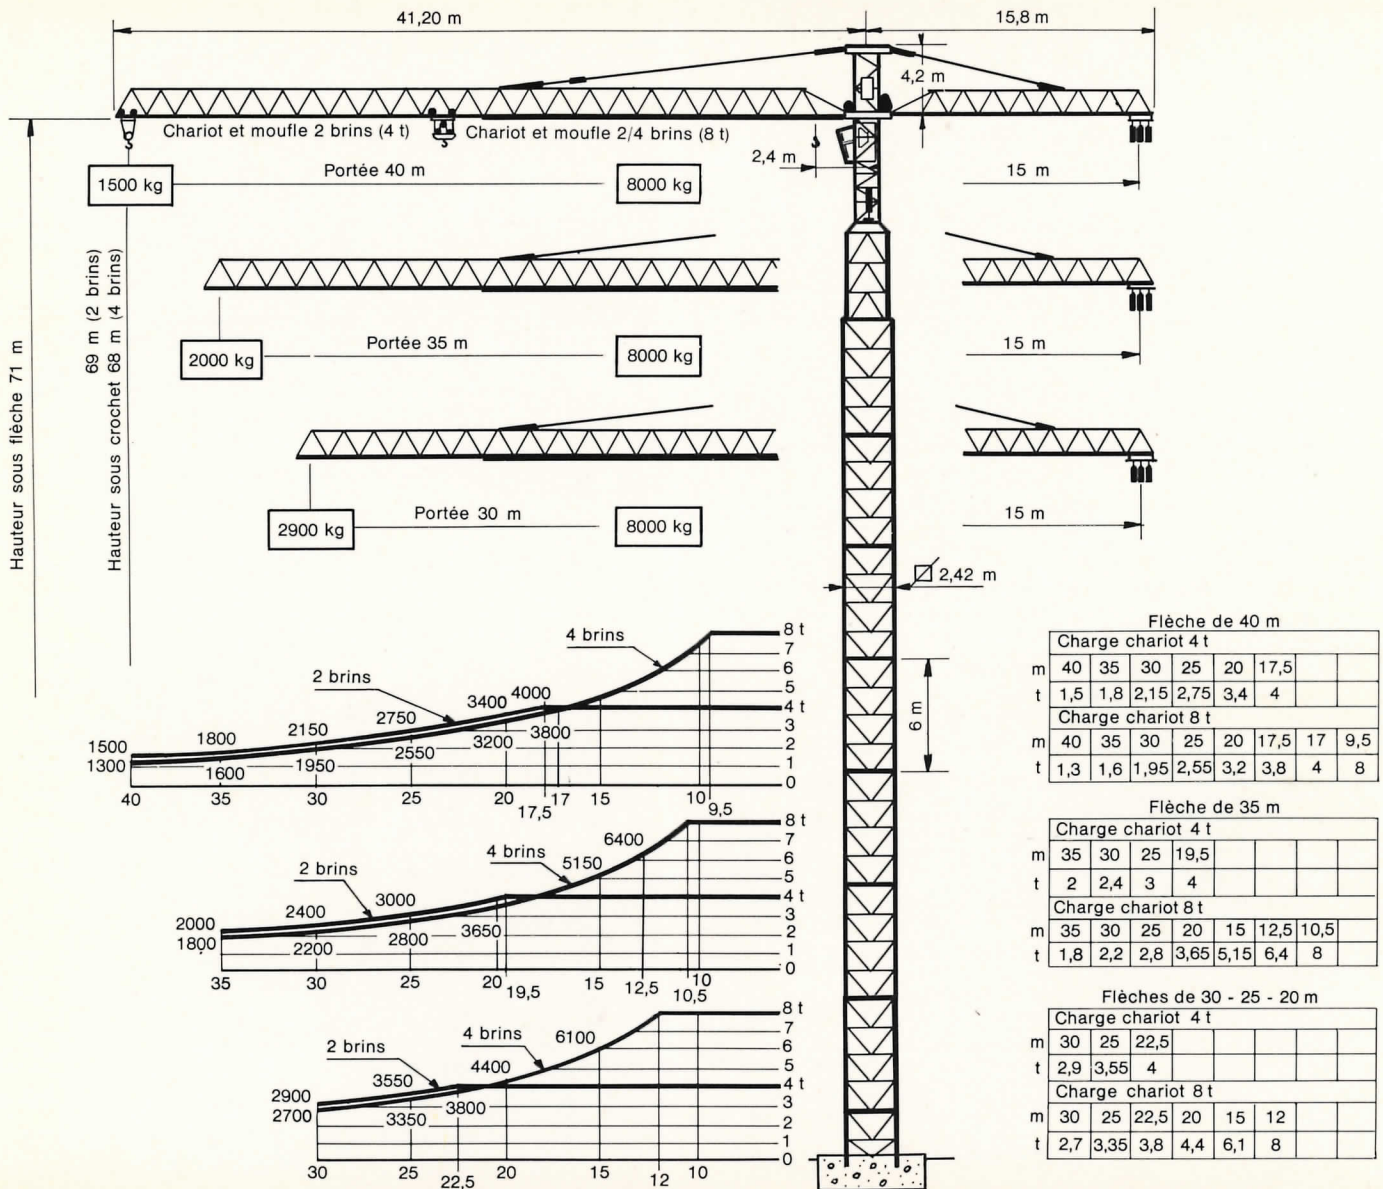 41,20 m
15,8 m
4,2 m
Chariot et moufle 2 brins (4 t)
Chariot et moufle 2/4 brins (8 t)
2,4 m
1500 kg
Portée 40 m
8000 kg
15 m
Hauteur sous flèche 71 m
69 m (2 brins)
Hauteur sous crochet 68 m (4 brins)
2000 kg
Portée 35 m
8000 kg
15 m
2900 kg
Portée 30 m
8000 kg
15 m
2,42 m
6 m
4 brins
2 brins
8 t
7
6
5
4 t
3
2
1
0
1500
1800
2150
2750
3400
4000
1300
1600
1950
2550
3200
3800
40
35
30
25
20
17,5
17
15
10
9,5
4 brins
2 brins
8 t
7
6
5
4 t
3
2
1
0
2000
2400
3000
5150
6400
1800
2200
2800
3650
35
30
25
20
19,5
15
12,5
10
10,5
4 brins
2 brins
8 t
7
6
5
4 t
3
2
1
0
2900
3550
4400
6100
2700
3350
3800
30
25
22,5
20
15
12
10
Flèche de 40 m
Charge chariot 4 t
m 40 35 30 25 20 17,5
t 1,5 1,8 2,15 2,75 3,4 4
Charge chariot 8 t
m 40 35 30 25 20 17,5 17 9,5
t 1,3 1,6 1,95 2,55 3,2 3,8 4 8
Flèche de 35 m
Charge chariot 4 t
m 35 30 25 19,5
t 2 2,4 3 4
Charge chariot 8 t
m 35 30 25 20 15 12,5 10,5
t 1,8 2,2 2,8 3,65 5,15 6,4 8
Flèches de 30 - 25 - 20 m
Charge chariot 4 t
m 30 25 22,5
t 2,9 3,55 4
Charge chariot 8 t
m 30 25 22,5 20 15 12
t 2,7 3,35 3,8 4,4 6,1 8